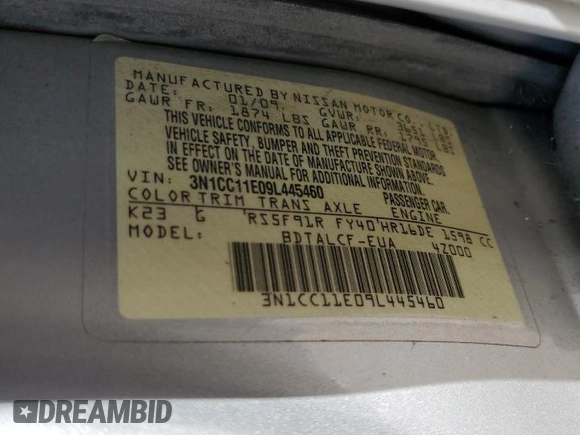 MANUFACTURED BY NISSAN MOTOR CO.
DATE: 01/09 GVWR:
GAWR FR: 1874 LBS GAWR RR:
THIS VEHICLE CONFORMS TO ALL APPLICABLE FEDERAL MOTOR
VEHICLE SAFETY, BUMPER AND THEFT PREVENTION STANDARDS
IN EFFECT ON THE DATE OF MANUFACTURE SHOWN ABOVE.
SEE OWNER'S MANUAL FOR ADDITIONAL INFORMATION.
VIN: 3N1CC11E09L445460 PASSENGER CAR
COLOR TRIM TRANS AXLE ENGINE
K23 G RS5F91R FY40 HR16DE 1598 CC
MODEL: BDTALCF-EUA 4Z000
3N1CC11E09L445460
DREAMBID